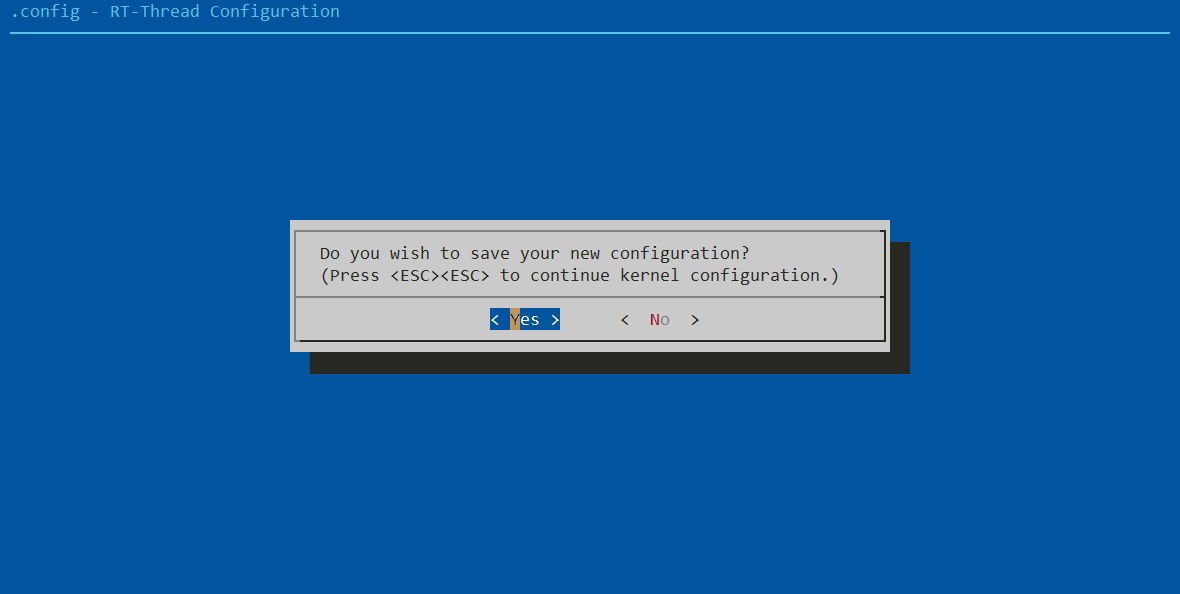 .config - RT-Thread Configuration
Do you wish to save your new configuration?
(Press <ESC><ESC> to continue kernel configuration.)
< Yes > < No >